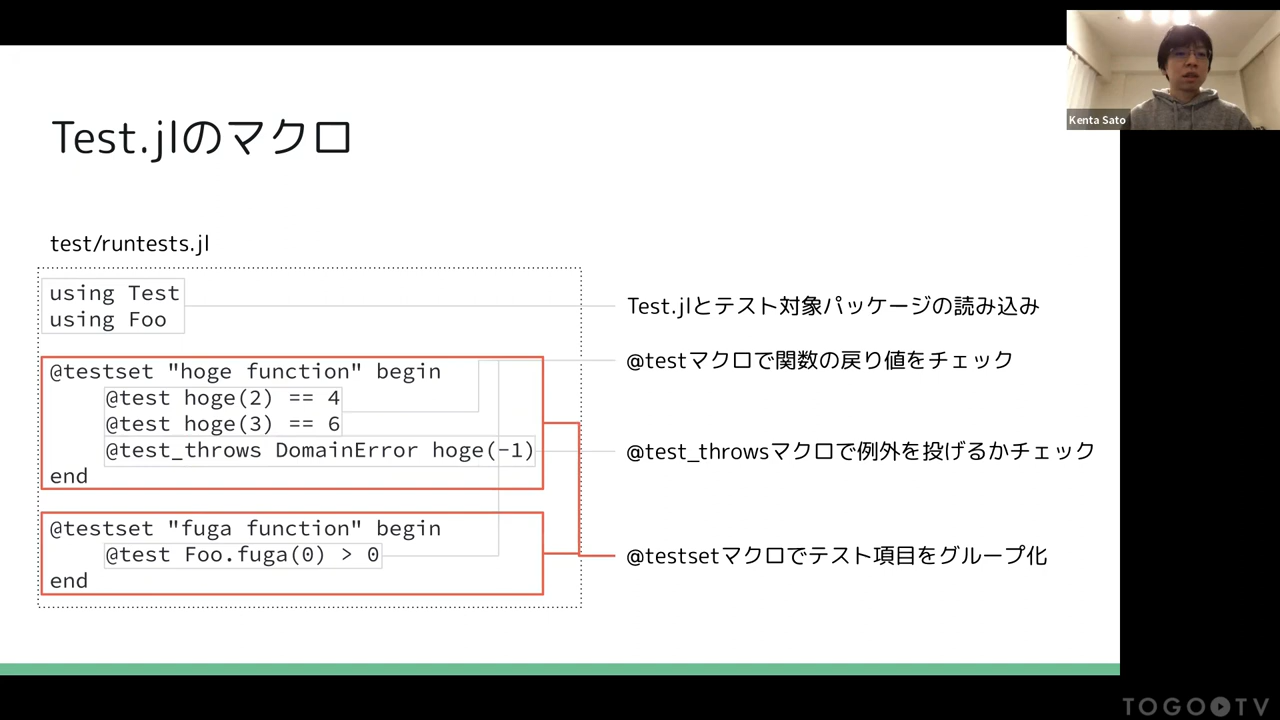 Kenta Sato
Test.jlのマクロ
test/runtests.jl
using Test
using Foo
Test.jlとテスト対象パッケージの読み込み
@testset "hoge function" begin
@test hoge(2) == 4
@test hoge(3) == 6
@test_throws DomainError hoge(-1)
end
@testマクロで関数の戻り値をチェック
@test_throwsマクロで例外を投げるかチェック
@testset "fuga function" begin
@test Foo.fuga(0) > 0
end
@testsetマクロでテスト項目をグループ化
TOGO TV